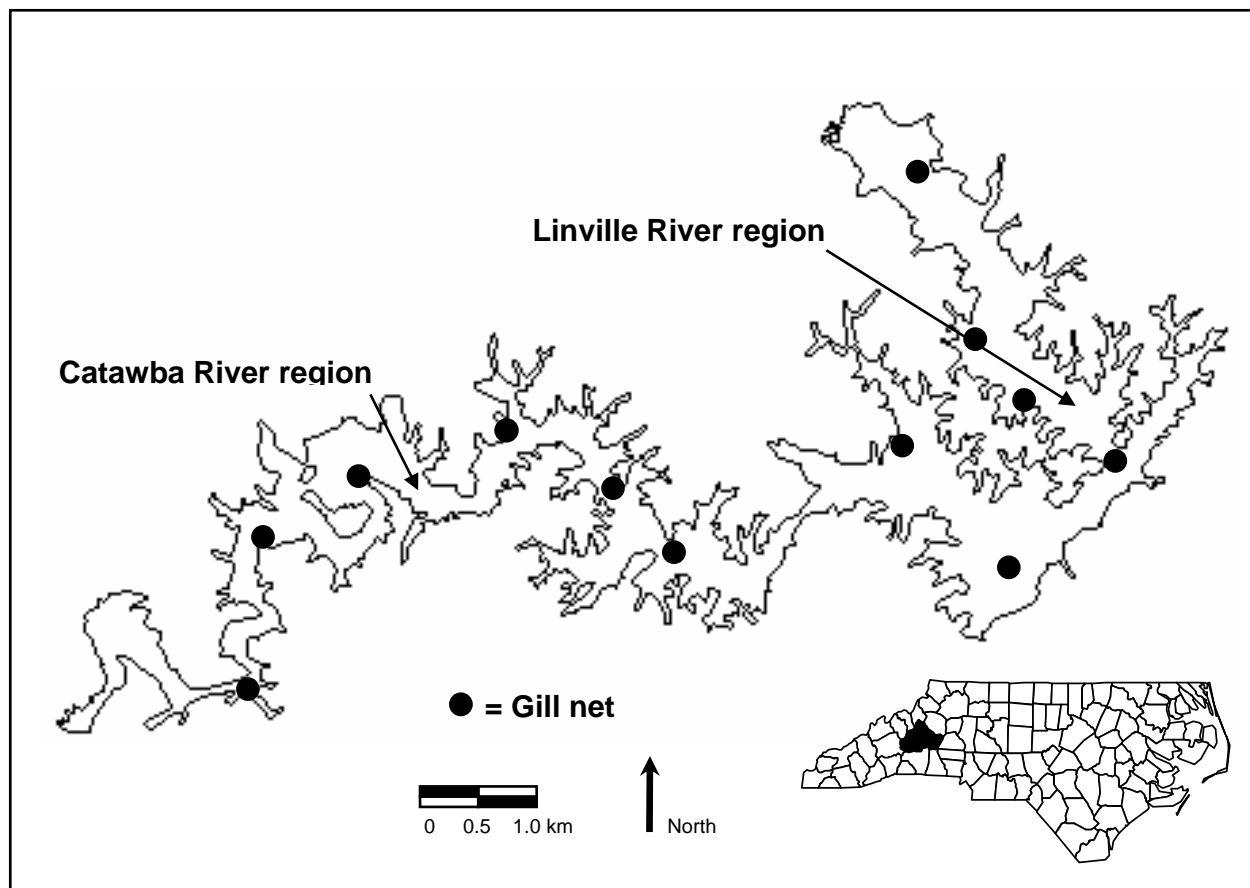 Linville River region
Catawba River region
= Gill net
0 0.5 1.0 km
North